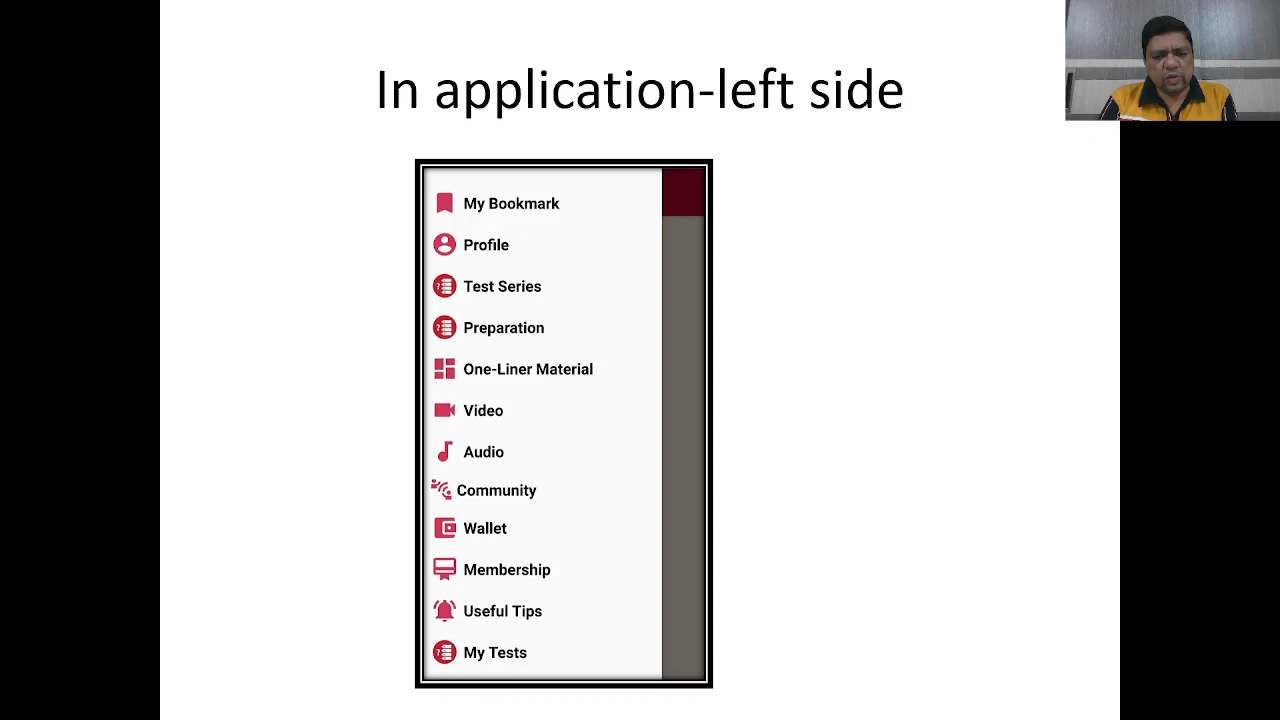 In application-left side
My Bookmark
Profile
Test Series
Preparation
One-Liner Material
Video
Audio
Community
Wallet
Membership
Useful Tips
My Tests